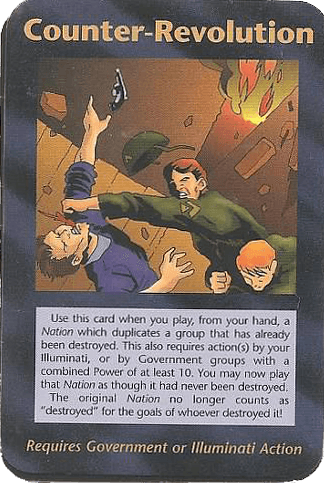 Counter-Revolution
Use this card when you play, from your hand, a
Nation which duplicates a group that has already
been destroyed. This also requires action(s) by your
Illuminati, or by Government groups with a
combined Power of at least 10. You may now play
that Nation as though it had never been destroyed.
The original Nation no longer counts as
"destroyed" for the goals of whoever destroyed it!
Requires Government or Illuminati Action